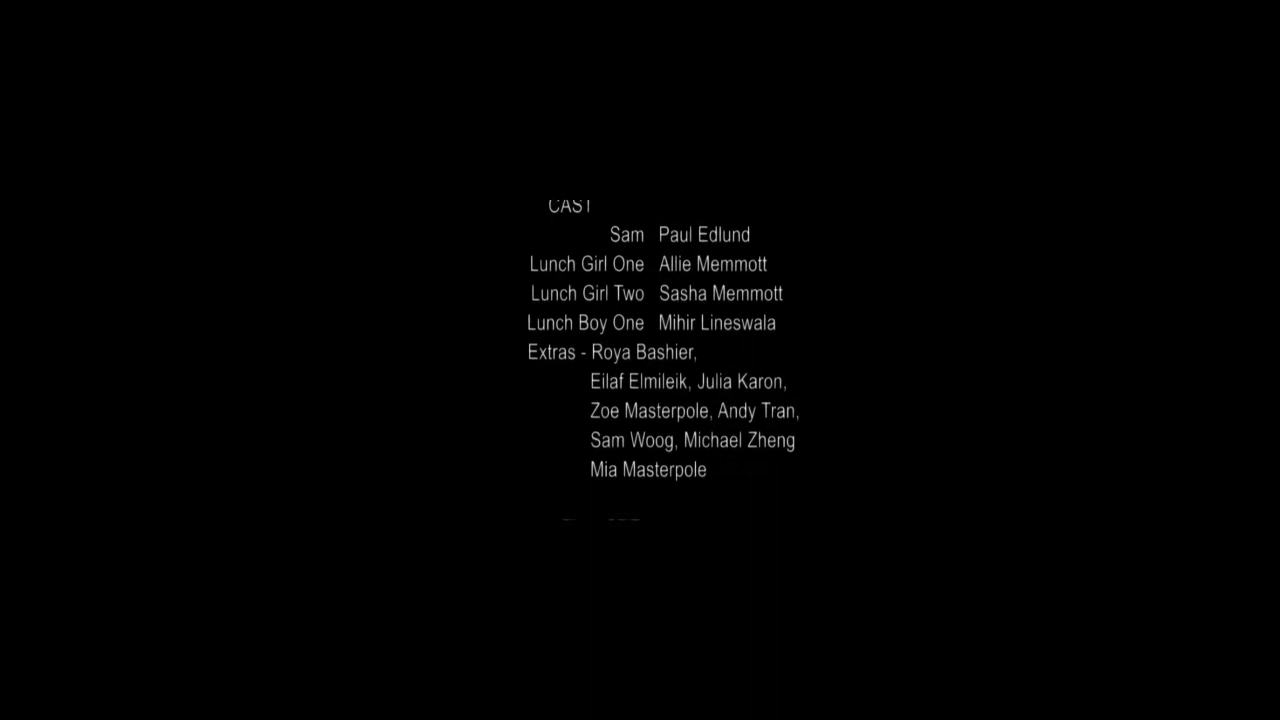 CAST
Sam Paul Edlund
Lunch Girl One Allie Memmott
Lunch Girl Two Sasha Memmott
Lunch Boy One Mihir Lineswala
Extras - Roya Bashier,
Eilaf Elmileik, Julia Karon,
Zoe Masterpole, Andy Tran,
Sam Woog, Michael Zheng
Mia Masterpole